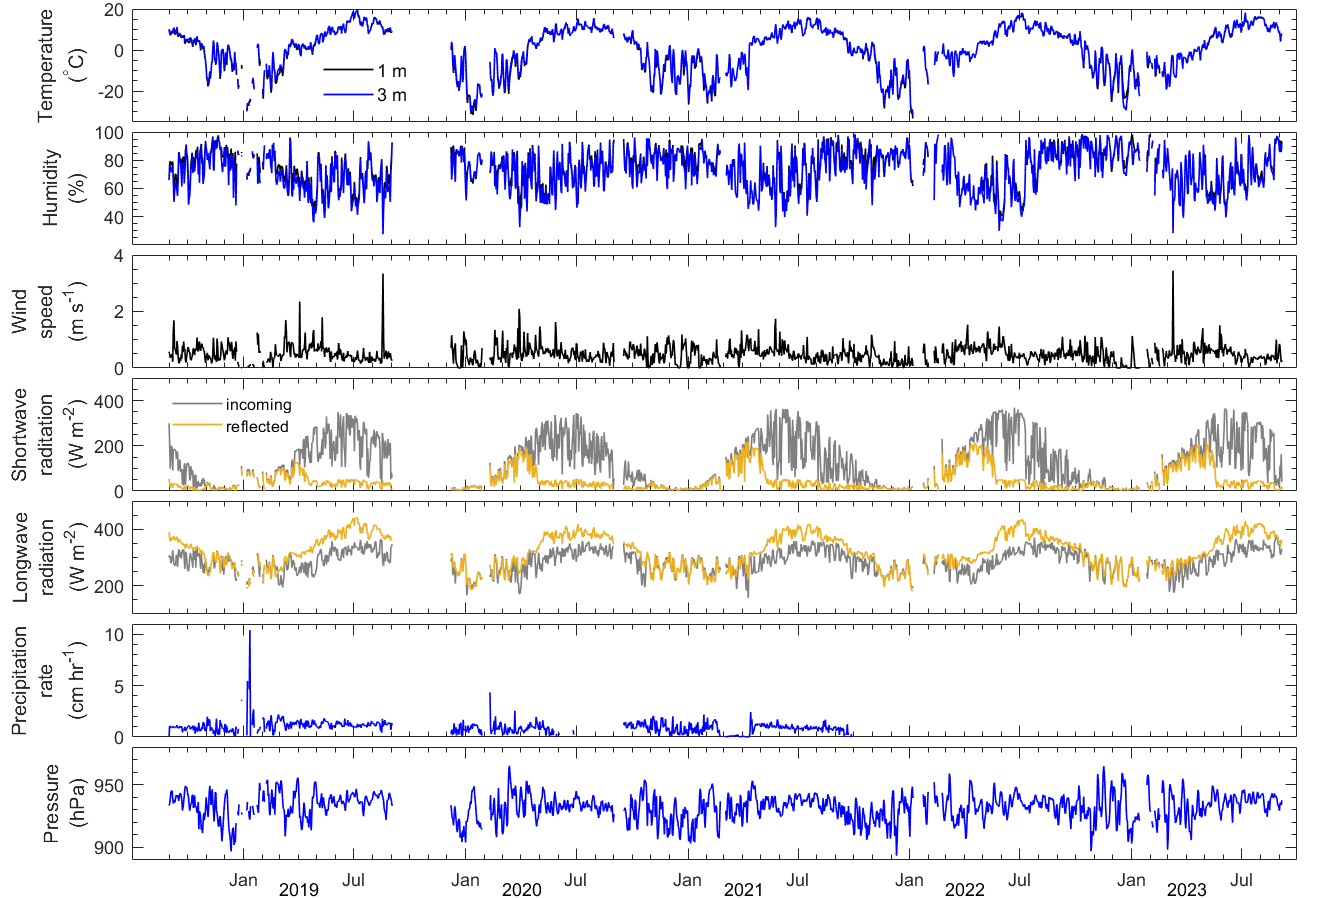 Temperature
(°C)
20
0
-20
1 m
3 m
Humidity
(%)
100
80
60
40
Wind
speed
(m s-1)
4
2
0
Shortwave
raditation
(W m-2)
400
200
0
incoming
reflected
Longwave
radiation
(W m-2)
400
200
Precipitation
rate
(cm hr-1)
10
5
0
Pressure
(hPa)
950
900
Jan Jul Jan Jul Jan Jul Jan Jul Jan Jul
2019 2020 2021 2022 2023